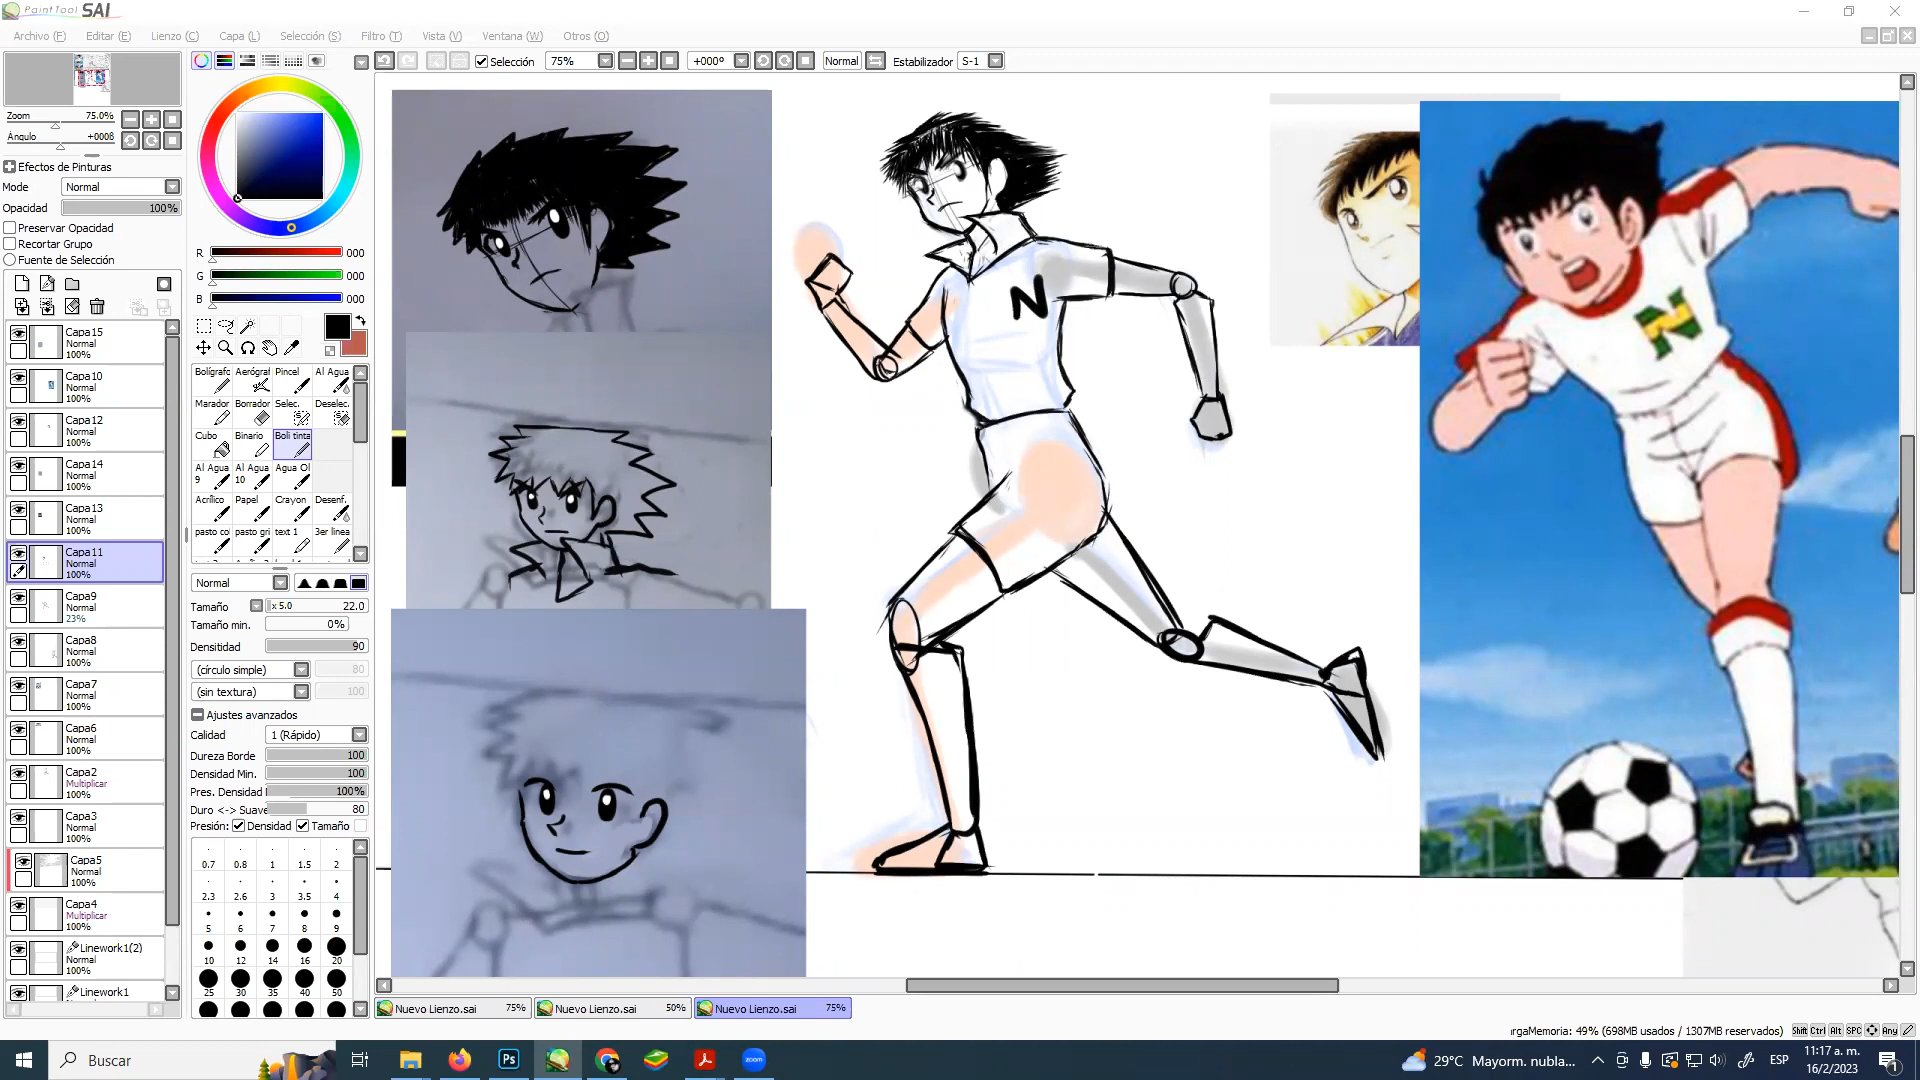 PaintTool SAI
Archivo (F) Editar (E) Lienzo (C) Capa (L) Selección (S) Filtro (T) Vista (V) Ventana (W) Otros (O)
Selección 75% +000º Normal Estabilizador S-1
Zoom 75.0%
Ángulo +000ß
Efectos de Pinturas
Mode Normal
Opacidad 100%
Preservar Opacidad
Recortar Grupo
Fuente de Selección
Capa15
Normal
100%
Capa10
Normal
100%
Capa12
Normal
100%
Capa14
Normal
100%
Capa13
Normal
100%
Capa11
Normal
100%
Capa9
Normal
23%
Capa8
Normal
100%
Capa7
Normal
100%
Capa6
Normal
100%
Capa2
Multiplicar
100%
Capa3
Normal
100%
Capa5
Normal
100%
Capa4
Multiplicar
100%
Linework1(2)
Normal
100%
Linework1
R 000
G 000
B 000
Bolígrafo Aerógraf Pincel Al Agua
Marador Borrador Selec. Deselec.
Cubo Binario Boli tinta
Al Agua 9 Al Agua 10 Agua Ol
Acrílico Papel Crayon Desenf.
pasto col pasto gri text 1 3er linea
Normal
Tamaño x 5.0 22.0
Tamaño min. 0%
Densitidad 90
(círculo simple) 80
(sin textura) 100
Ajustes avanzados
Calidad 1 (Rápido)
Dureza Borde 100
Densidad Min. 100
Pres. Densidad 100%
Duro <-> Suave 80
Presión: Densidad Tamaño
0.7 0.8 1 1.5 2
2.3 2.6 3 3.5 4
5 6 7 8 9
10 12 14 16 20
25 30 35 40 50
N
N
Nuevo Lienzo.sai 75% Nuevo Lienzo.sai 50% Nuevo Lienzo.sai 75%
ırgaMemoria: 49% (698MB usados / 1307MB reservados) Shift Ctrl Alt SPC Any
Buscar
Ps
zoom
29°C Mayorm. nubla...
ESP
11:17 a. m.
16/2/2023
1